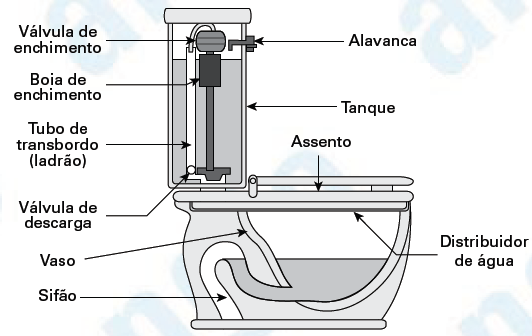 Válvula de
enchimento
Alavanca
Boia de
enchimento
Tanque
Tubo de
transbordo
(ladrão)
Assento
Válvula de
descarga
Distribuidor
de água
Vaso
Sifão